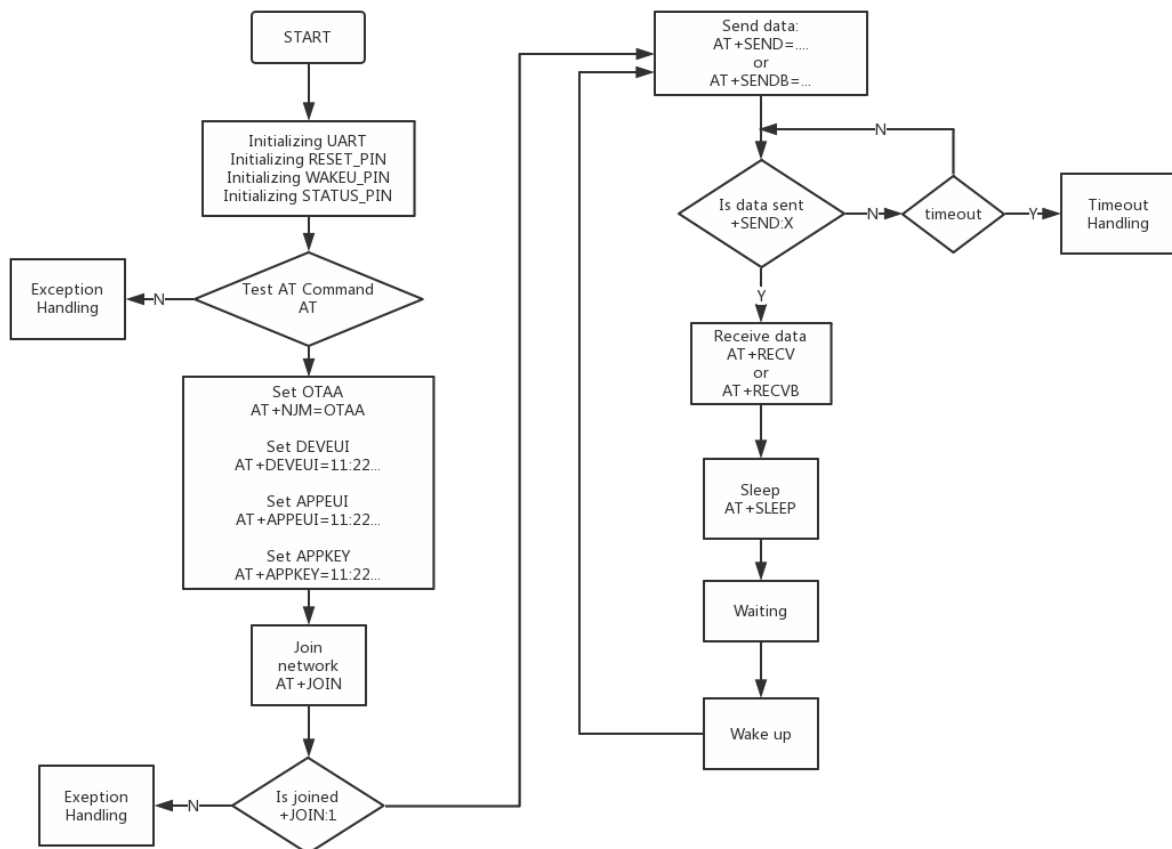 START
Initializing UART
Initializing RESET_PIN
Initializing WAKEU_PIN
Initializing STATUS_PIN
Test AT Command
AT
N
Exception
Handling
Set OTAA
AT+NJM=OTAA
Set DEVEUI
AT+DEVEUI=11:22...
Set APPEUI
AT+APPEUI=11:22...
Set APPKEY
AT+APPKEY=11:22...
Join
network
AT+JOIN
Is joined
+JOIN:1
N
Exeption
Handling
Send data:
AT+SEND=....
or
AT+SENDB=...
N
Is data sent
+SEND:X
N
timeout
Y
Timeout
Handling
Y
Receive data
AT+RECV
or
AT+RECVB
Sleep
AT+SLEEP
Waiting
Wake up